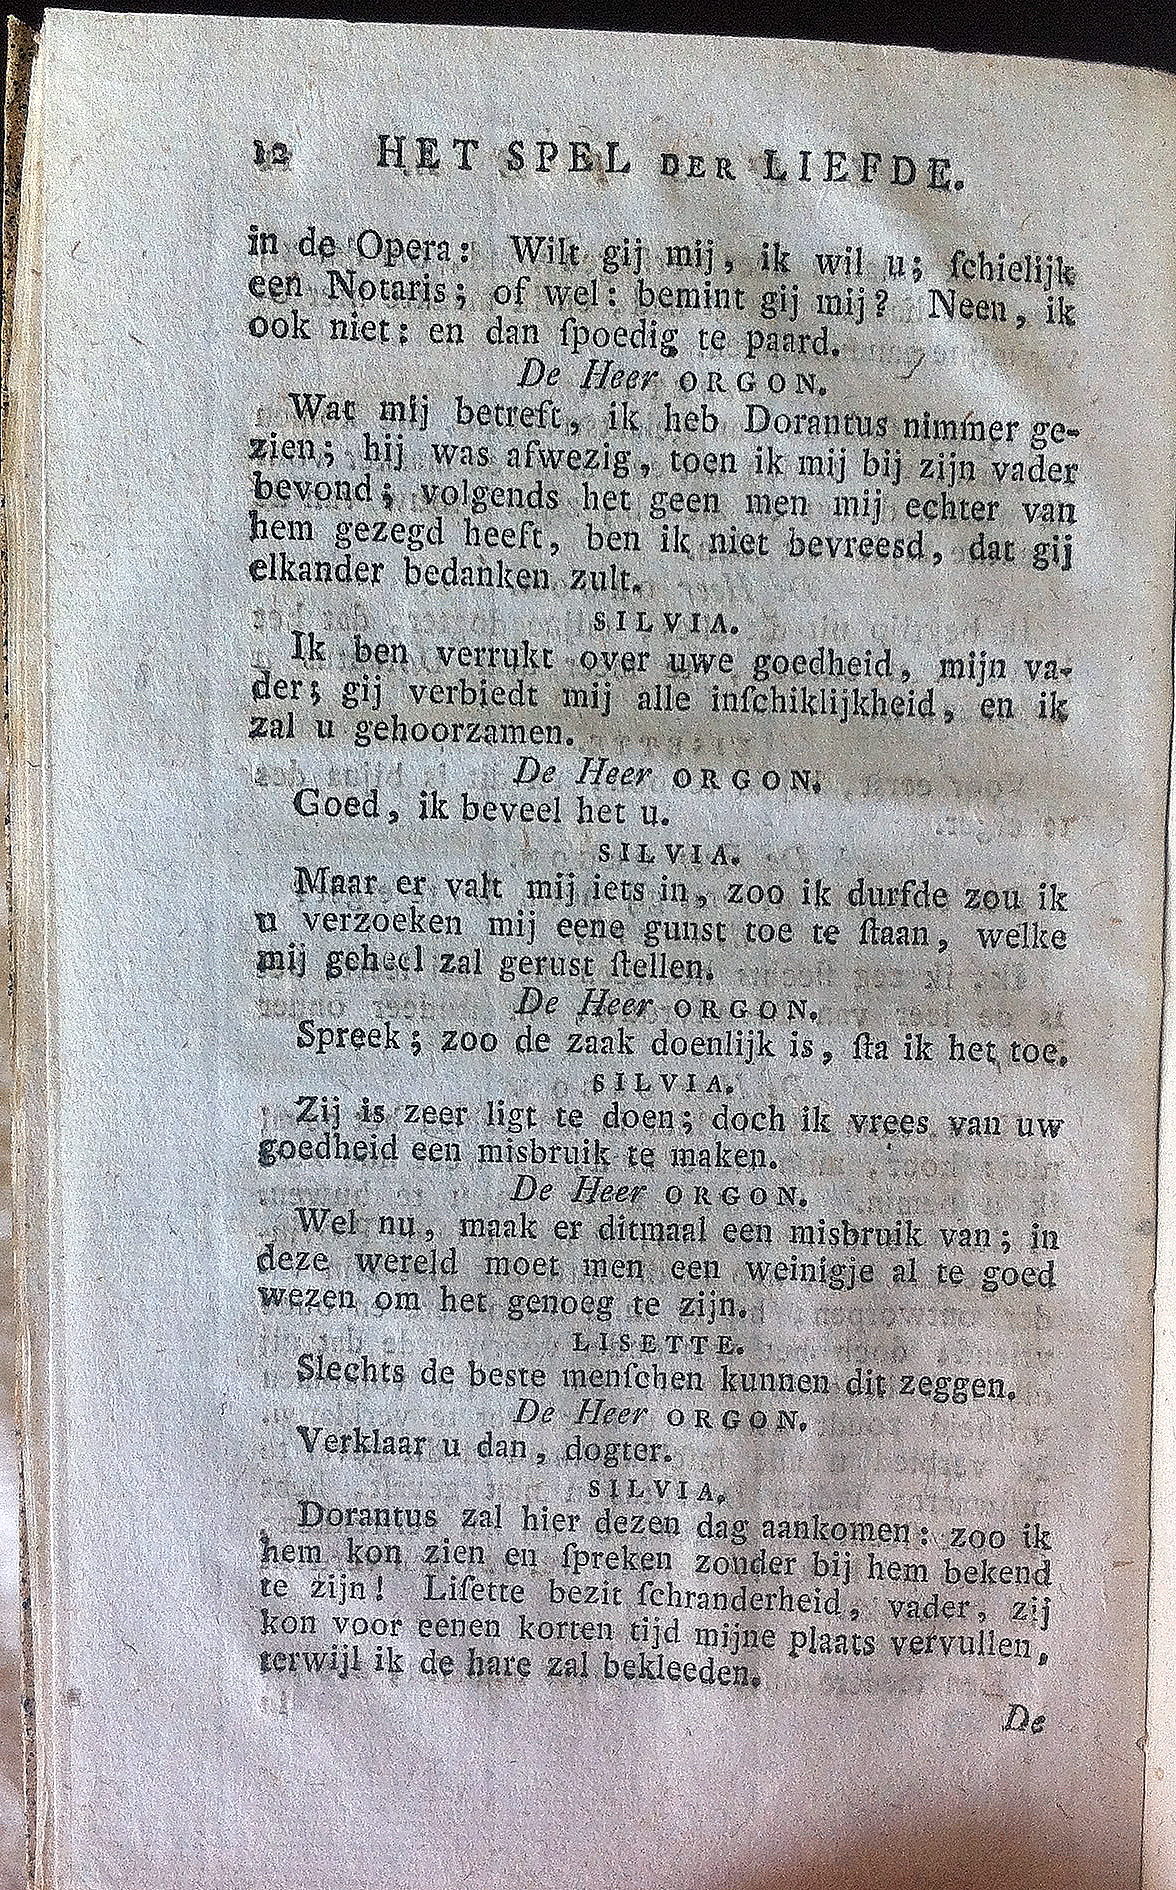 12 HET SPEL DER LIEFDE.
in de Opera: Wilt gij mij, ik wil u; ſchielijk
een Notaris; of wel: bemint gij mij? Neen, ik
ook niet: en dan ſpoedig te paard.
De Heer ORGON.
Wat mij betreft, ik heb Dorantus nimmer ge-
zien; hij was afwezig, toen ik mij bij zijn vader
bevond; volgends het geen men mij echter van
hem gezegd heeft, ben ik niet bevreesd, dat gij
elkander bedanken zult.
SILVIA.
Ik ben verrukt over uwe goedheid, mijn va-
der; gij verbiedt mij alle inſchiklijkheid, en ik
zal u gehoorzamen.
De Heer ORGON.
Goed, ik beveel het u.
SILVIA.
Maar er valt mij iets in, zoo ik durfde zou ik
u verzoeken mij eene gunst toe te ſtaan, welke
mij geheel zal gerust ſtellen.
De Heer ORGON.
Spreek; zoo de zaak doenlijk is, ſta ik het toe.
SILVIA.
Zij is zeer ligt te doen; doch ik vrees van uw
goedheid een misbruik te maken.
De Heer ORGON.
Wel nu, maak er ditmaal een misbruik van; in
deze wereld moet men een weinigje al te goed
wezen om het genoeg te zijn.
LISETTE.
Slechts de beste menſchen kunnen dit zeggen.
De Heer ORGON.
Verklaar u dan, dogter.
SILVIA.
Dorantus zal hier dezen dag aankomen: zoo ik
hem kon zien en ſpreken zonder bij hem bekend
te zijn! Liſette bezit ſchranderheid, vader, zij
kon voor eenen korten tijd mijne plaats vervullen,
terwijl ik de hare zal bekleeden.
De